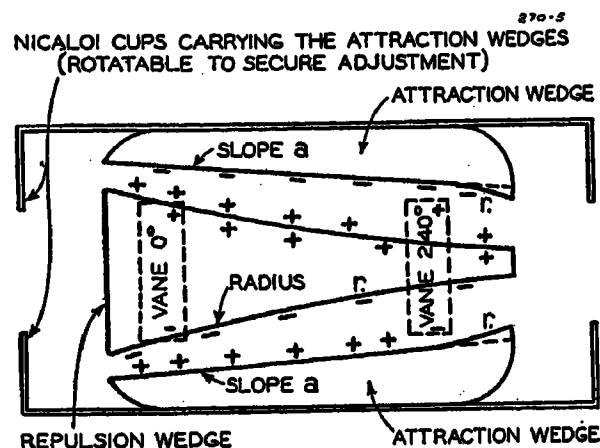 270-5
NICALOI CUPS CARRYING THE ATTRACTION WEDGES
(ROTATABLE TO SECURE ADJUSTMENT)
ATTRACTION WEDGE
SLOPE a
r.
VANE 0°
VANE 240°
RADIUS
r.
r.
SLOPE a
REPULSION WEDGE
ATTRACTION WEDGE